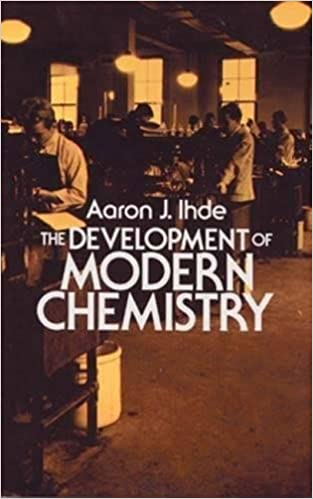 Aaron J. Ihde
THE DEVELOPMENT OF
MODERN
CHEMISTRY